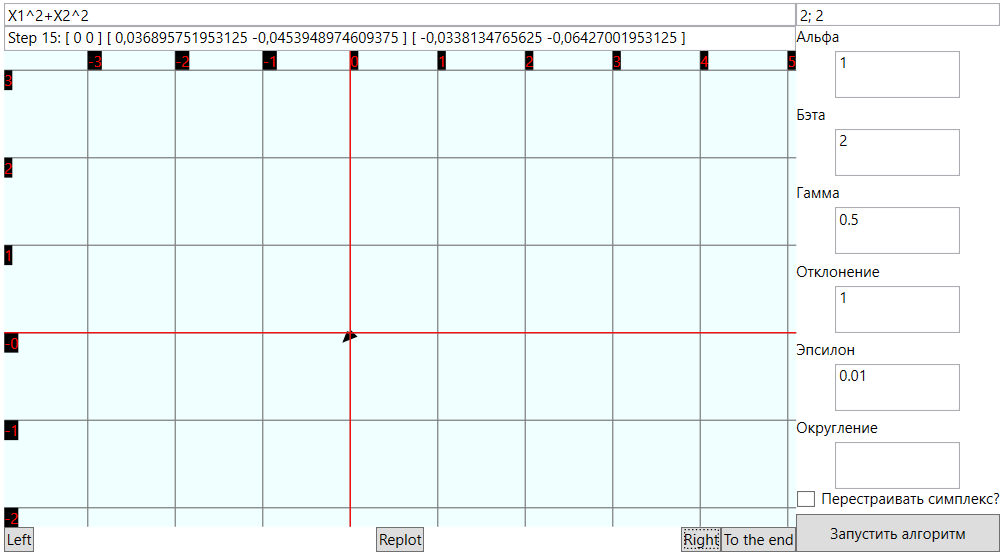 X1^2+X2^2
2; 2
Step 15: [ 0 0 ] [ 0,036895751953125 -0,0453948974609375 ] [ -0,0338134765625 -0,06427001953125 ]
-3 -2 -1 0 1 2 3 4 5
3
2
1
-0
-1
-2
Альфа
1
Бэта
2
Гамма
0.5
Отклонение
1
Эпсилон
0.01
Округление
Перестраивать симплекс?
Left
Replot
Right
To the end
Запустить алгоритм